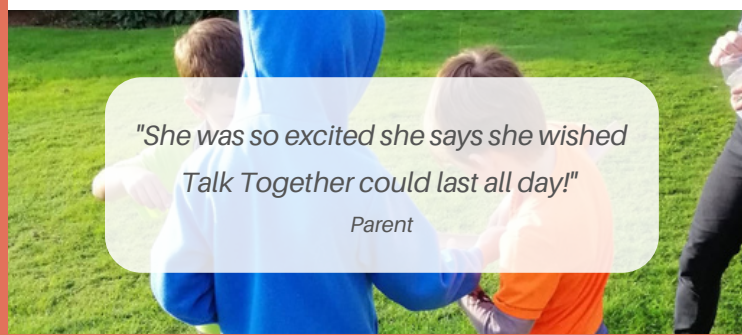 "She was so excited she says she wished
Talk Together could last all day!"
Parent